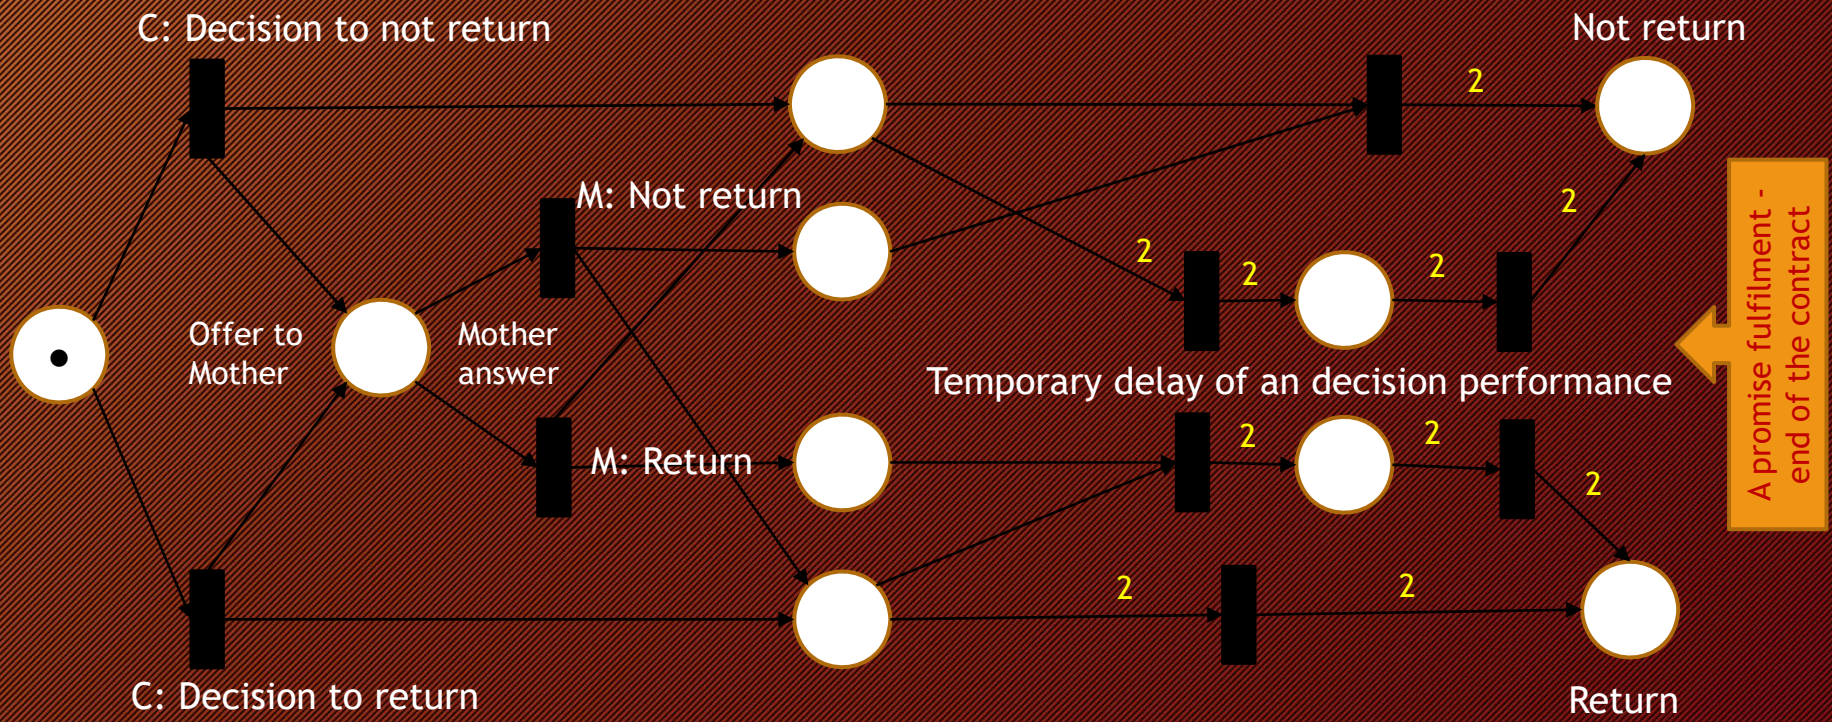 C: Decision to not return
Not return
2
M: Not return
2
2
2
2
Offer to
Mother
Mother
answer
A promise fulfilment -
end of the contract
Temporary delay of an decision performance
2
2
M: Return
2
2
2
C: Decision to return
Return